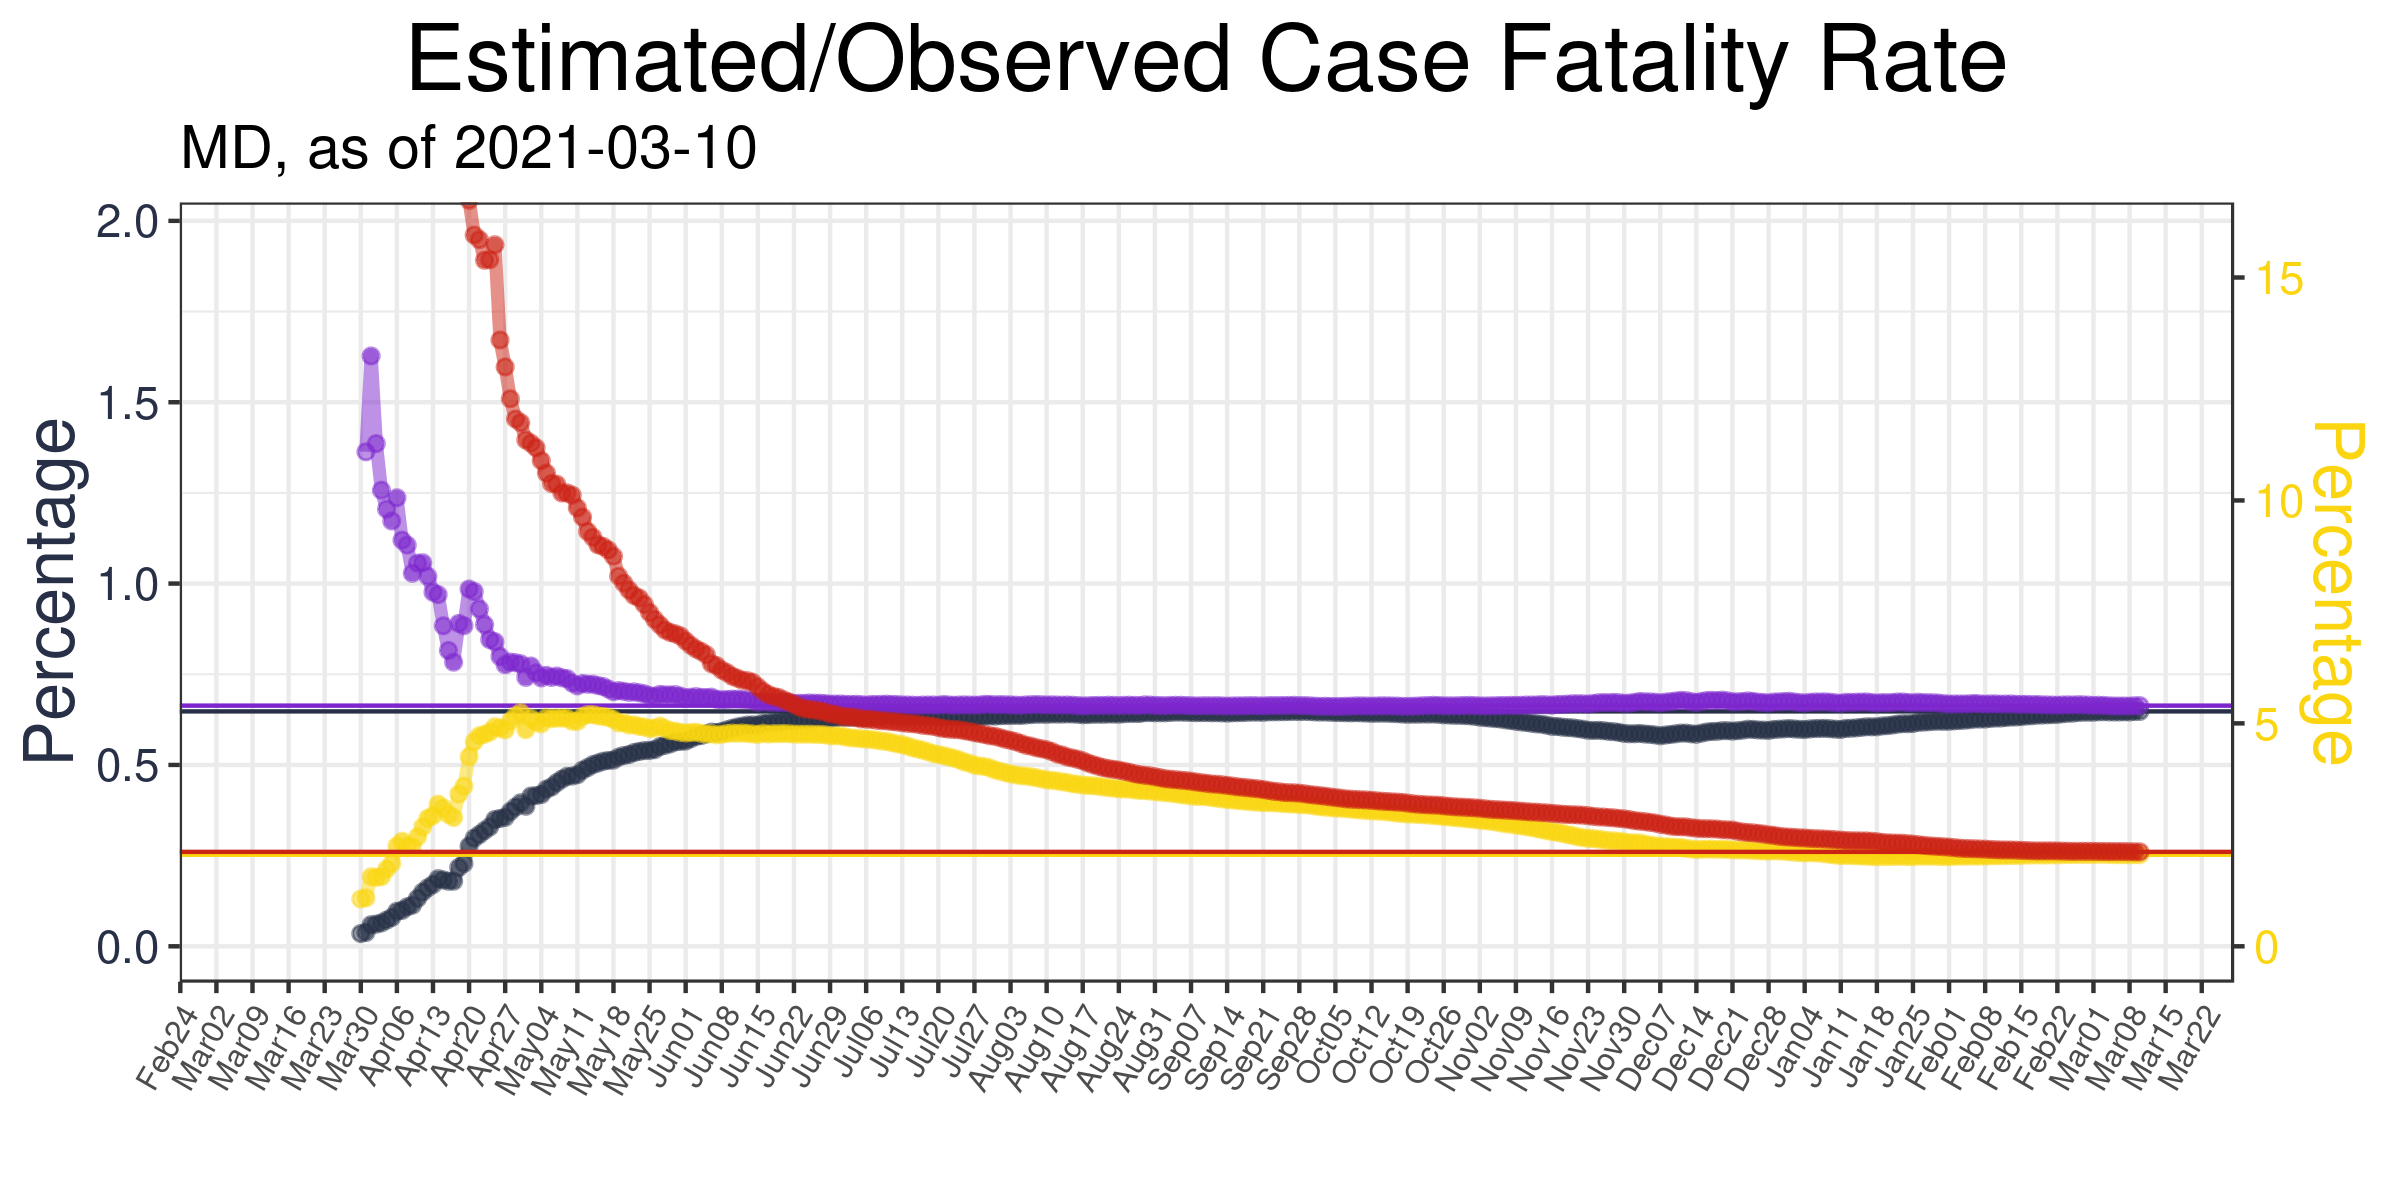 Estimated/Observed Case Fatality Rate
MD, as of 2021-03-10
Percentage
2.0
1.5
1.0
0.5
0.0
15
10
5
0
Percentage
Feb24
Mar02
Mar09
Mar16
Mar23
Mar30
Apr06
Apr13
Apr20
Apr27
May04
May11
May18
May25
Jun01
Jun08
Jun15
Jun22
Jun29
Jul06
Jul13
Jul20
Jul27
Aug03
Aug10
Aug17
Aug24
Aug31
Sep07
Sep14
Sep21
Sep28
Oct05
Oct12
Oct19
Oct26
Nov02
Nov09
Nov16
Nov23
Nov30
Dec07
Dec14
Dec21
Dec28
Jan04
Jan11
Jan18
Jan25
Feb01
Feb08
Feb15
Feb22
Mar01
Mar08
Mar15
Mar22